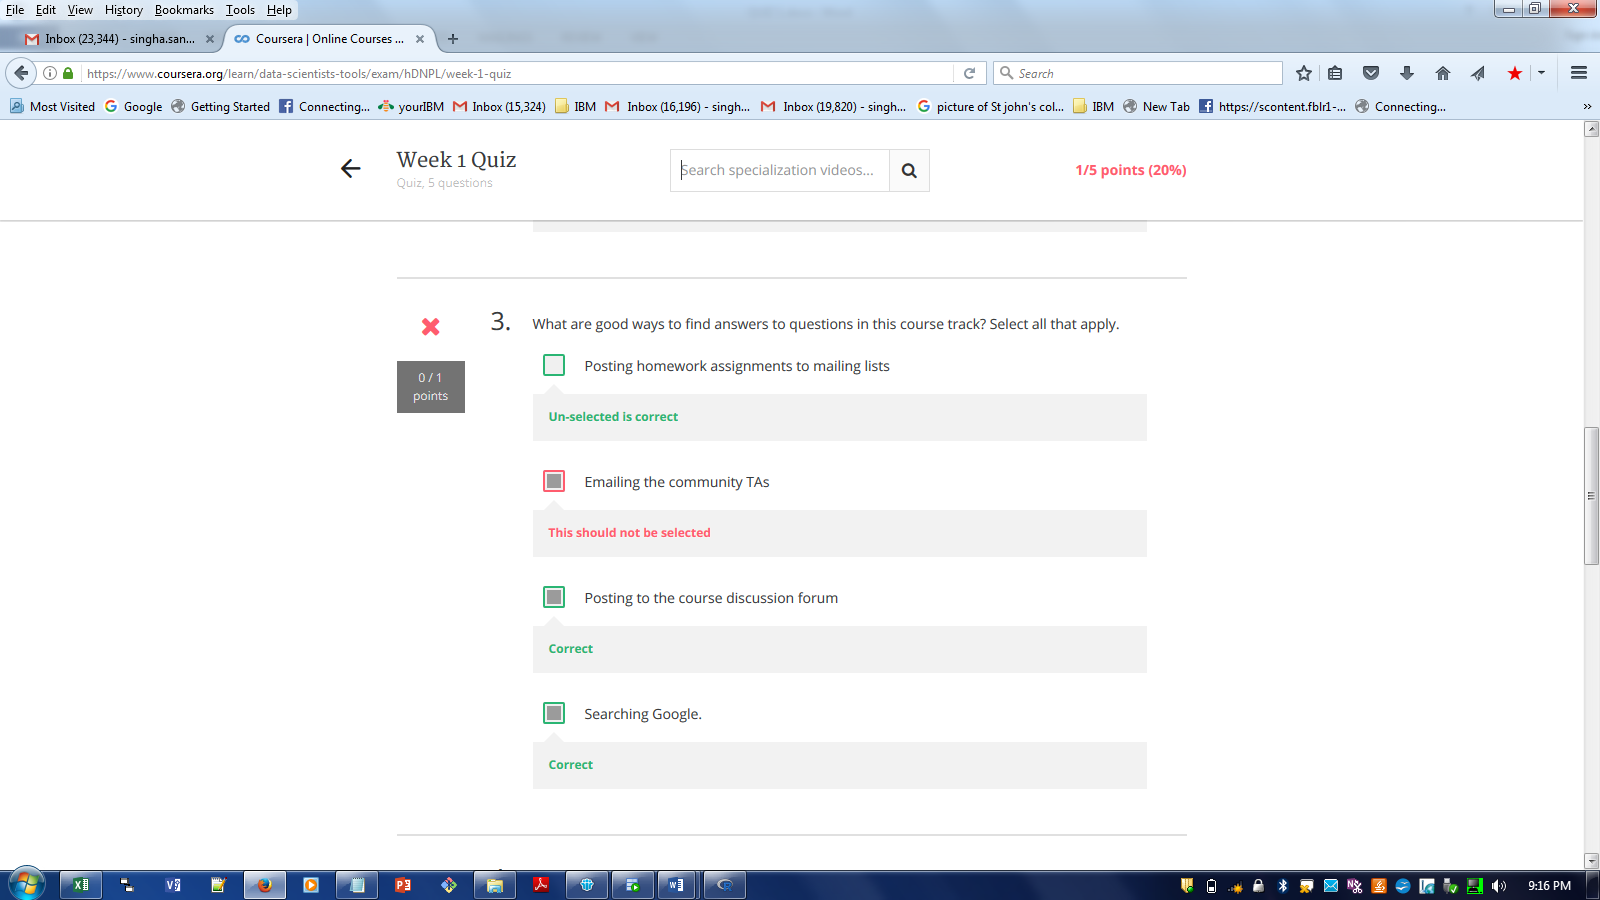 File Edit View History Bookmarks Tools Help
Inbox (23,344) - singha.san... × Coursera | Online Courses ... × +
https://www.coursera.org/learn/data-scientists-tools/exam/hDNPL/week-1-quiz Search
Most Visited Google Getting Started Connecting... yourIBM Inbox (15,324) IBM Inbox (16,196) - singh... Inbox (19,820) - singh... picture of St john's col... IBM New Tab https://scontent.fblr1-... Connecting... »
Week 1 Quiz
Quiz, 5 questions
Search specialization videos...
1/5 points (20%)
3. What are good ways to find answers to questions in this course track? Select all that apply.
0 / 1
points
Posting homework assignments to mailing lists
Un-selected is correct
Emailing the community TAs
This should not be selected
Posting to the course discussion forum
Correct
Searching Google.
Correct
9:16 PM